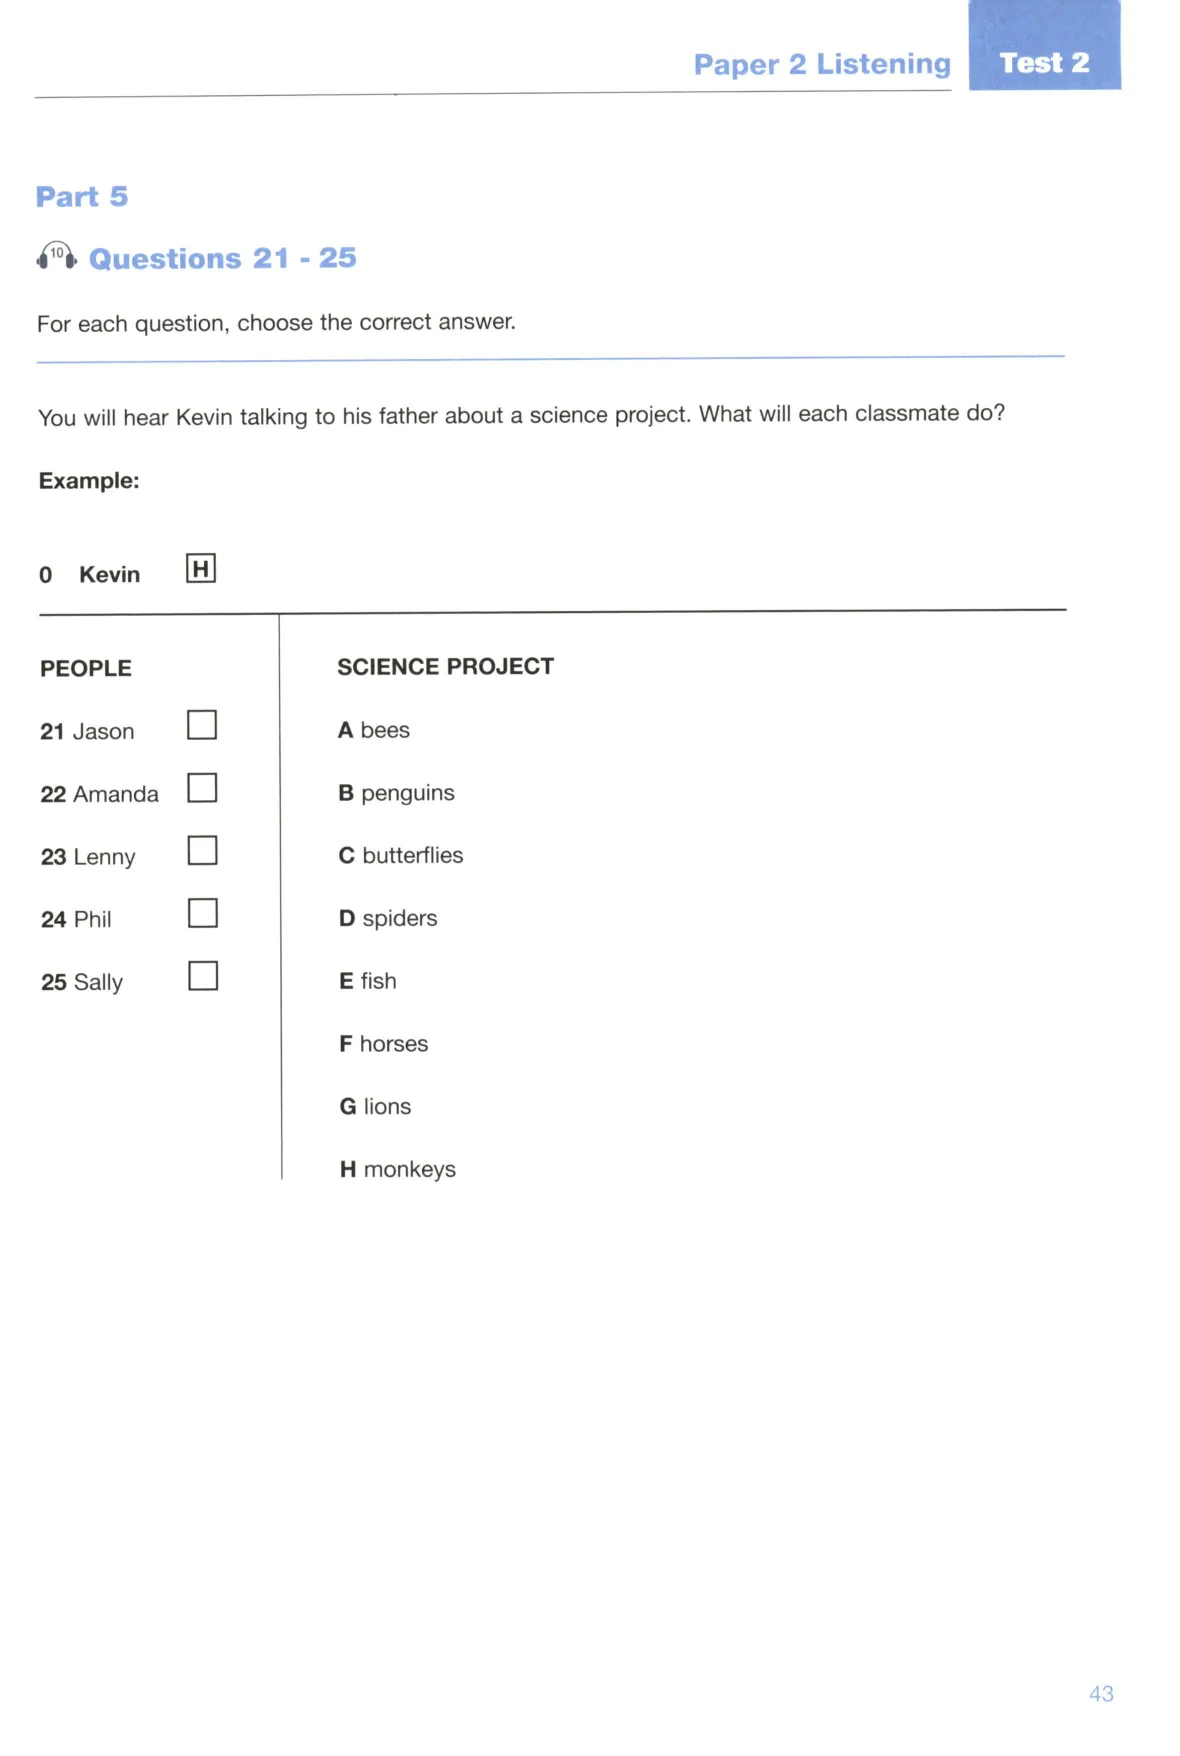 Paper 2 Listening
Test 2
Part 5
10 Questions 21 - 25
For each question, choose the correct answer.
You will hear Kevin talking to his father about a science project. What will each classmate do?
Example:
0 Kevin H
PEOPLE
21 Jason
22 Amanda
23 Lenny
24 Phil
25 Sally
SCIENCE PROJECT
A bees
B penguins
C butterflies
D spiders
E fish
F horses
G lions
H monkeys
43